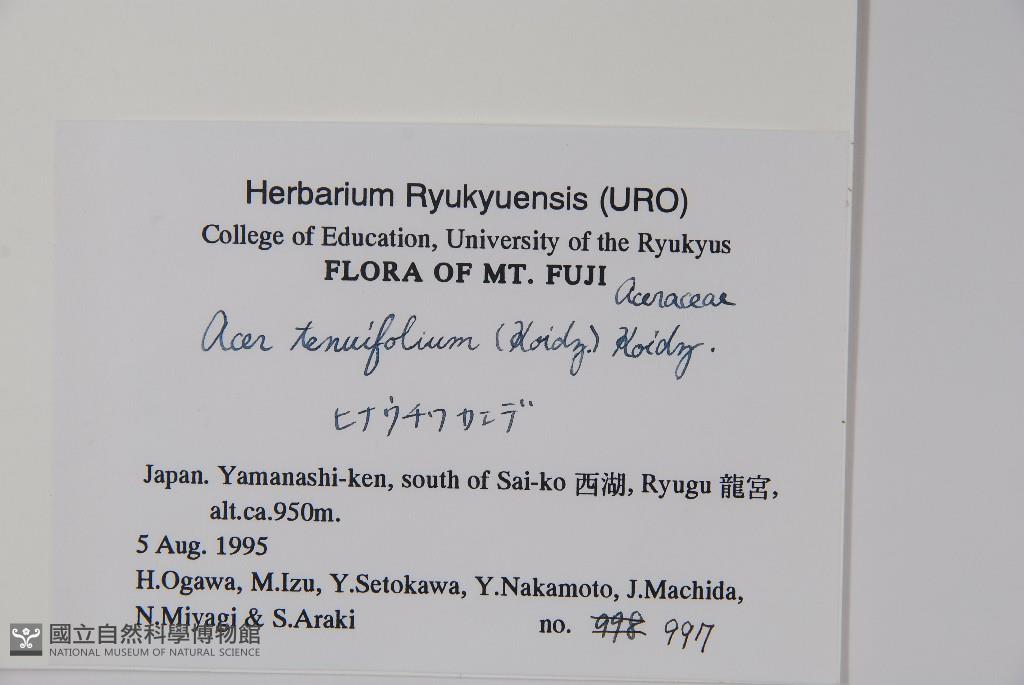 Herbarium Ryukyuensis (URO)
College of Education, University of the Ryukyus
FLORA OF MT. FUJI
Aceraceae
Acer tenuifolium (Koidz.) Koidz.
ヒナウチワカエデ
Japan. Yamanashi-ken, south of Sai-ko 西湖, Ryugu 龍宮,
alt.ca.950m.
5 Aug. 1995
H.Ogawa, M.Izu, Y.Setokawa, Y.Nakamoto, J.Machida,
N.Miyagi & S.Araki
no. 998 997
國立自然科學博物館
NATIONAL MUSEUM OF NATURAL SCIENCE